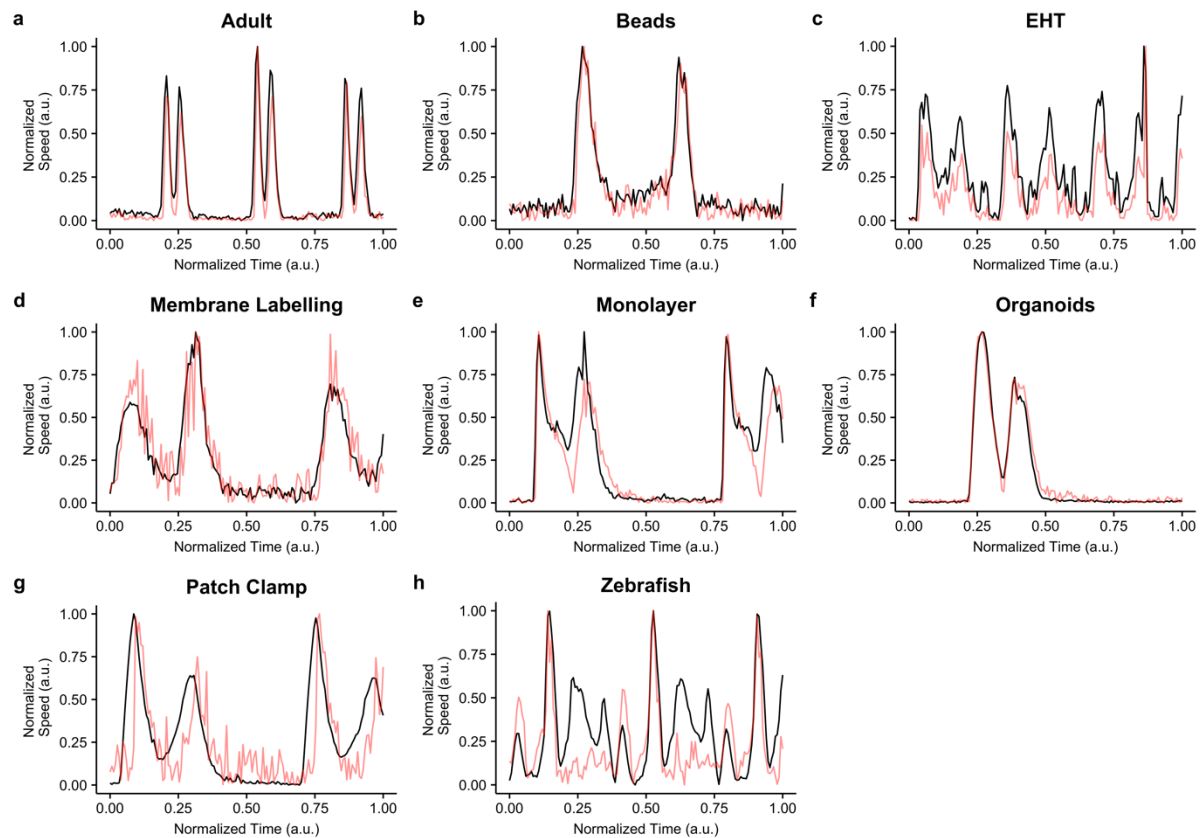 a
Adult
Normalized
Speed (a.u.)
1.00
0.75
0.50
0.25
0.00
0.00 0.25 0.50 0.75 1.00
Normalized Time (a.u.)
b
Beads
Normalized
Speed (a.u.)
1.00
0.75
0.50
0.25
0.00
0.00 0.25 0.50 0.75 1.00
Normalized Time (a.u.)
c
EHT
Normalized
Speed (a.u.)
1.00
0.75
0.50
0.25
0.00
0.00 0.25 0.50 0.75 1.00
Normalized Time (a.u.)
d
Membrane Labelling
Normalized
Speed (a.u.)
1.00
0.75
0.50
0.25
0.00
0.00 0.25 0.50 0.75 1.00
Normalized Time (a.u.)
e
Monolayer
Normalized
Speed (a.u.)
1.00
0.75
0.50
0.25
0.00
0.00 0.25 0.50 0.75 1.00
Normalized Time (a.u.)
f
Organoids
Normalized
Speed (a.u.)
1.00
0.75
0.50
0.25
0.00
0.00 0.25 0.50 0.75 1.00
Normalized Time (a.u.)
g
Patch Clamp
Normalized
Speed (a.u.)
1.00
0.75
0.50
0.25
0.00
0.00 0.25 0.50 0.75 1.00
Normalized Time (a.u.)
h
Zebrafish
Normalized
Speed (a.u.)
1.00
0.75
0.50
0.25
0.00
0.00 0.25 0.50 0.75 1.00
Normalized Time (a.u.)